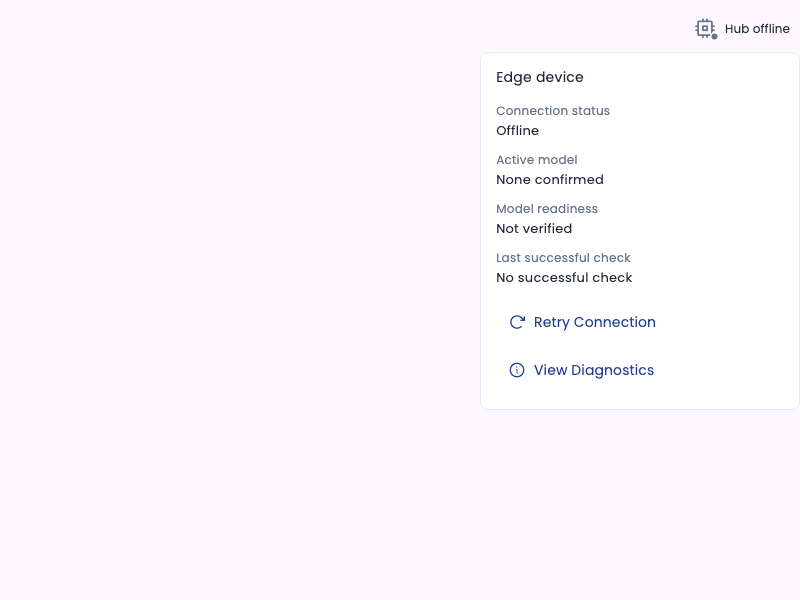 Hub offline
Edge device
Connection status
Offline
Active model
None confirmed
Model readiness
Not verified
Last successful check
No successful check
Retry Connection
View Diagnostics